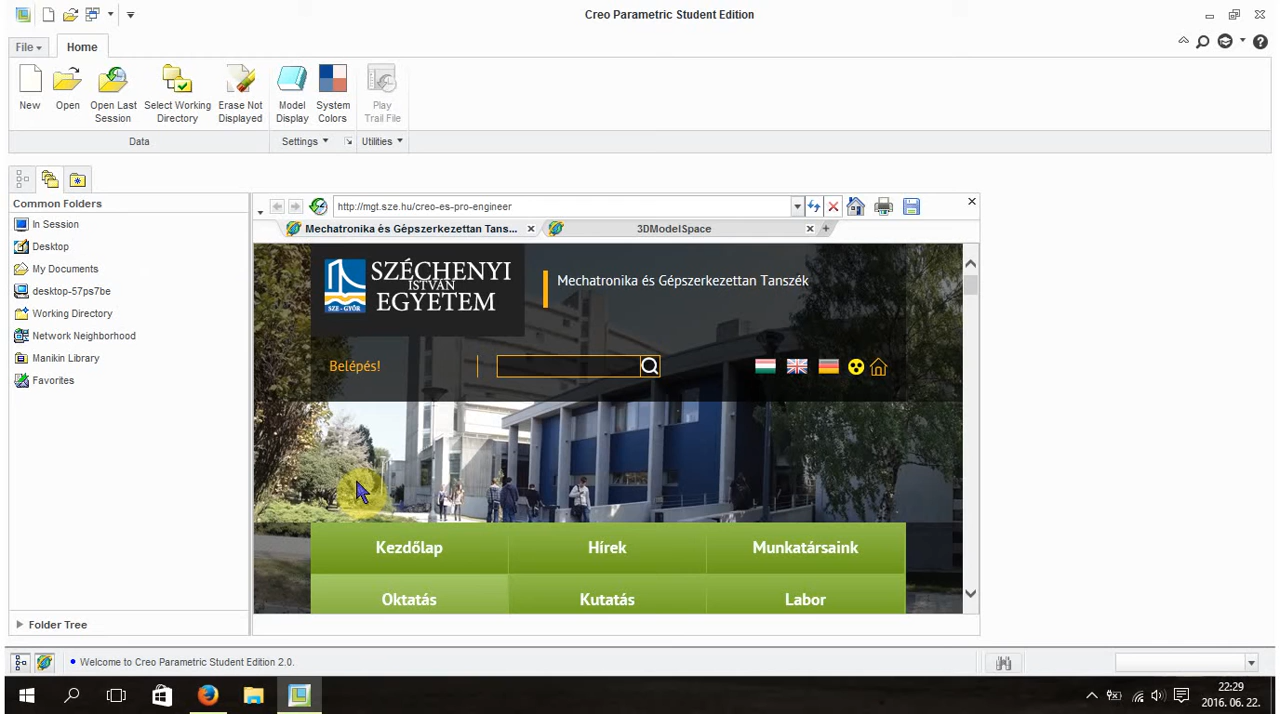 Creo Parametric Student Edition
File
Home
New
Open
Open Last Session
Select Working Directory
Erase Not Displayed
Model Display
System Colors
Play Trail File
Data
Settings
Utilities
Common Folders
In Session
Desktop
My Documents
desktop-57ps7be
Working Directory
Network Neighborhood
Manikin Library
Favorites
Folder Tree
http://mgt.sze.hu/creo-es-pro-engineer
Mechatronika és Gépszerkezettan Tans...
3DModelSpace
SZÉCHENYI
ISTVÁN
EGYETEM
SZE-GYŐR
Mechatronika és Gépszerkezettan Tanszék
Belépés!
Kezdőlap
Hírek
Munkatársaink
Oktatás
Kutatás
Labor
Welcome to Creo Parametric Student Edition 2.0.
22:29
2016. 06. 22.